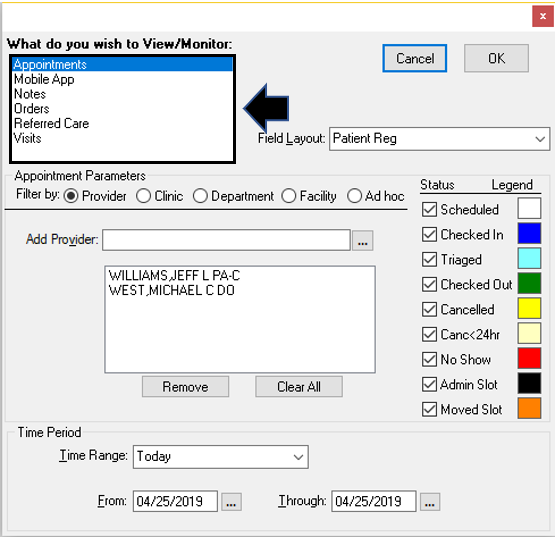 x
What do you wish to View/Monitor:
Appointments
Mobile App
Notes
Orders
Referred Care
Visits
Cancel
OK
Field Layout: Patient Reg
Appointment Parameters
Filter by: Provider Clinic Department Facility Ad hoc
Add Provider: ...
WILLIAMS,JEFF L PA-C
WEST,MICHAEL C DO
Remove Clear All
Status Legend
Scheduled
Checked In
Triaged
Checked Out
Cancelled
Canc<24hr
No Show
Admin Slot
Moved Slot
Time Period
Time Range: Today
From: 04/25/2019 ... Through: 04/25/2019 ...